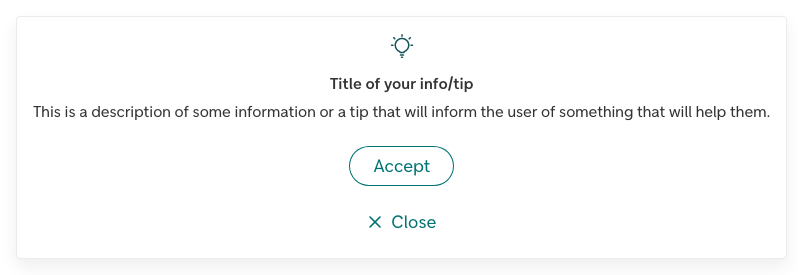 Title of your info/tip
This is a description of some information or a tip that will inform the user of something that will help them.
Accept
Close